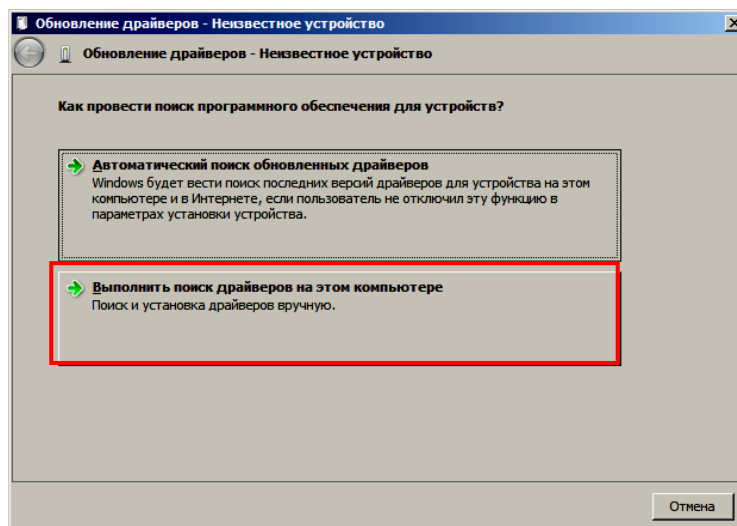 Обновление драйверов - Неизвестное устройство
Обновление драйверов - Неизвестное устройство
Как провести поиск программного обеспечения для устройств?
Автоматический поиск обновленных драйверов
Windows будет вести поиск последних версий драйверов для устройства на этом
компьютере и в Интернете, если пользователь не отключил эту функцию в
параметрах установки устройства.
Выполнить поиск драйверов на этом компьютере
Поиск и установка драйверов вручную.
Отмена